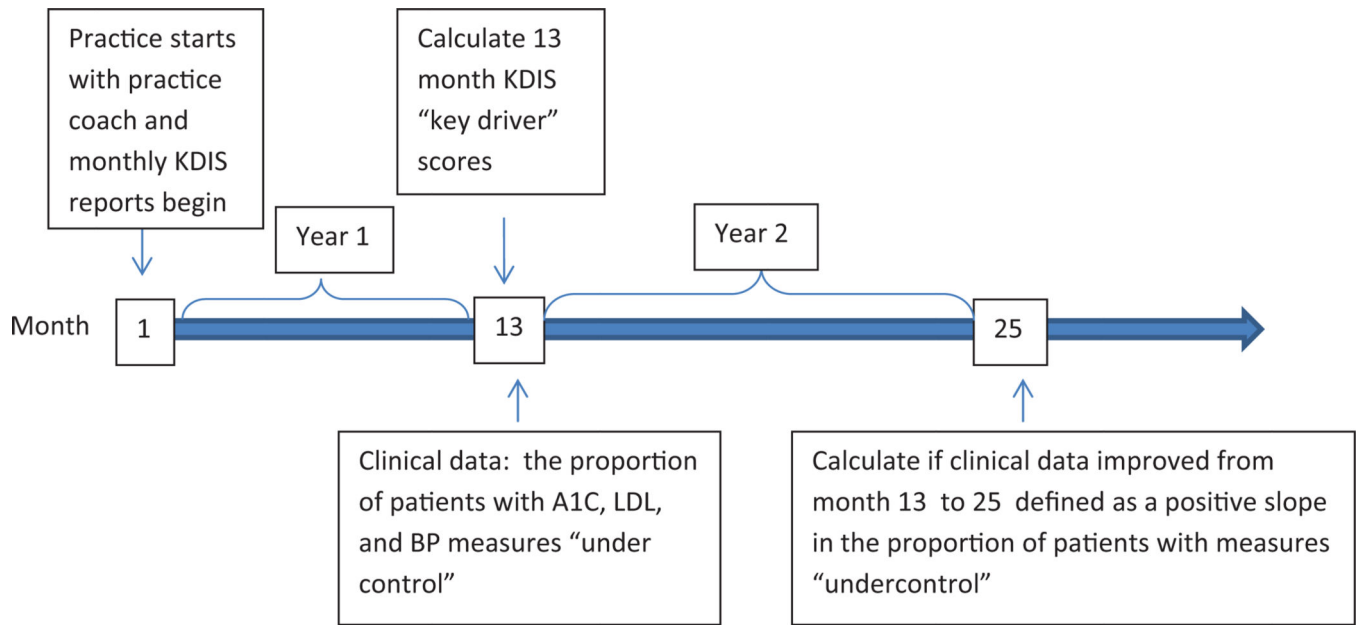 Practice starts
with practice
coach and
monthly KDIS
reports begin
Calculate 13
month KDIS
“key driver”
scores
Year 1
Year 2
Month
1
13
25
Clinical data:  the proportion
of patients with A1C, LDL,
and BP measures “under
control”
Calculate if clinical data improved from
month 13  to 25  defined as a positive slope
in the proportion of patients with measures
“undercontrol”